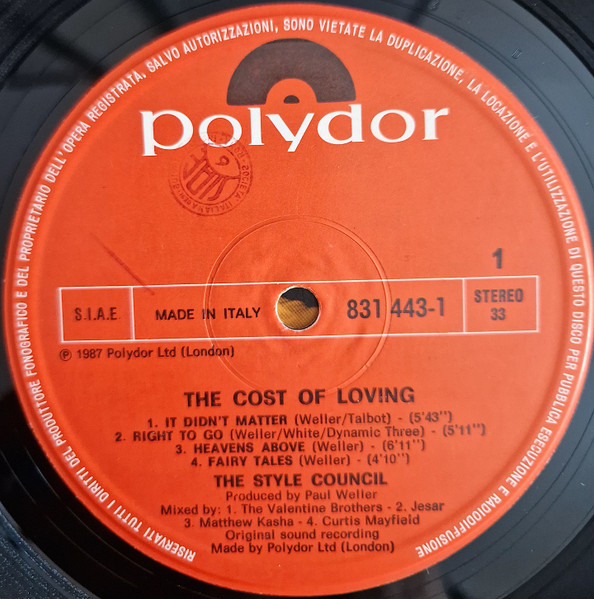 RISERVATI TUTTI I DIRITTI DEL PRODUTTORE FONOGRAFICO E DEL PROPRIETARIO DELL'OPERA REGISTRATA. SALVO AUTORIZZAZIONI, SONO VIETATE LA DUPLICAZIONE, LA LOCAZIONE E L'UTILIZZAZIONE DI QUESTO DISCO PER PUBBLICA ESECUZIONE E RADIODIFFUSIONE
polydor
SIAE
1
S.I.A.E.
MADE IN ITALY
831 443-1
STEREO
33
℗ 1987 Polydor Ltd (London)
THE COST OF LOVING
1. IT DIDN'T MATTER (Weller/Talbot) - (5'43'')
2. RIGHT TO GO (Weller/White/Dynamic Three) - (5'11'')
3. HEAVENS ABOVE (Weller) - (6'11'')
4. FAIRY TALES (Weller) - (4'10'')
THE STYLE COUNCIL
Produced by Paul Weller
Mixed by: 1. The Valentine Brothers - 2. Jesar
3. Matthew Kasha - 4. Curtis Mayfield
Original sound recording
Made by Polydor Ltd (London)